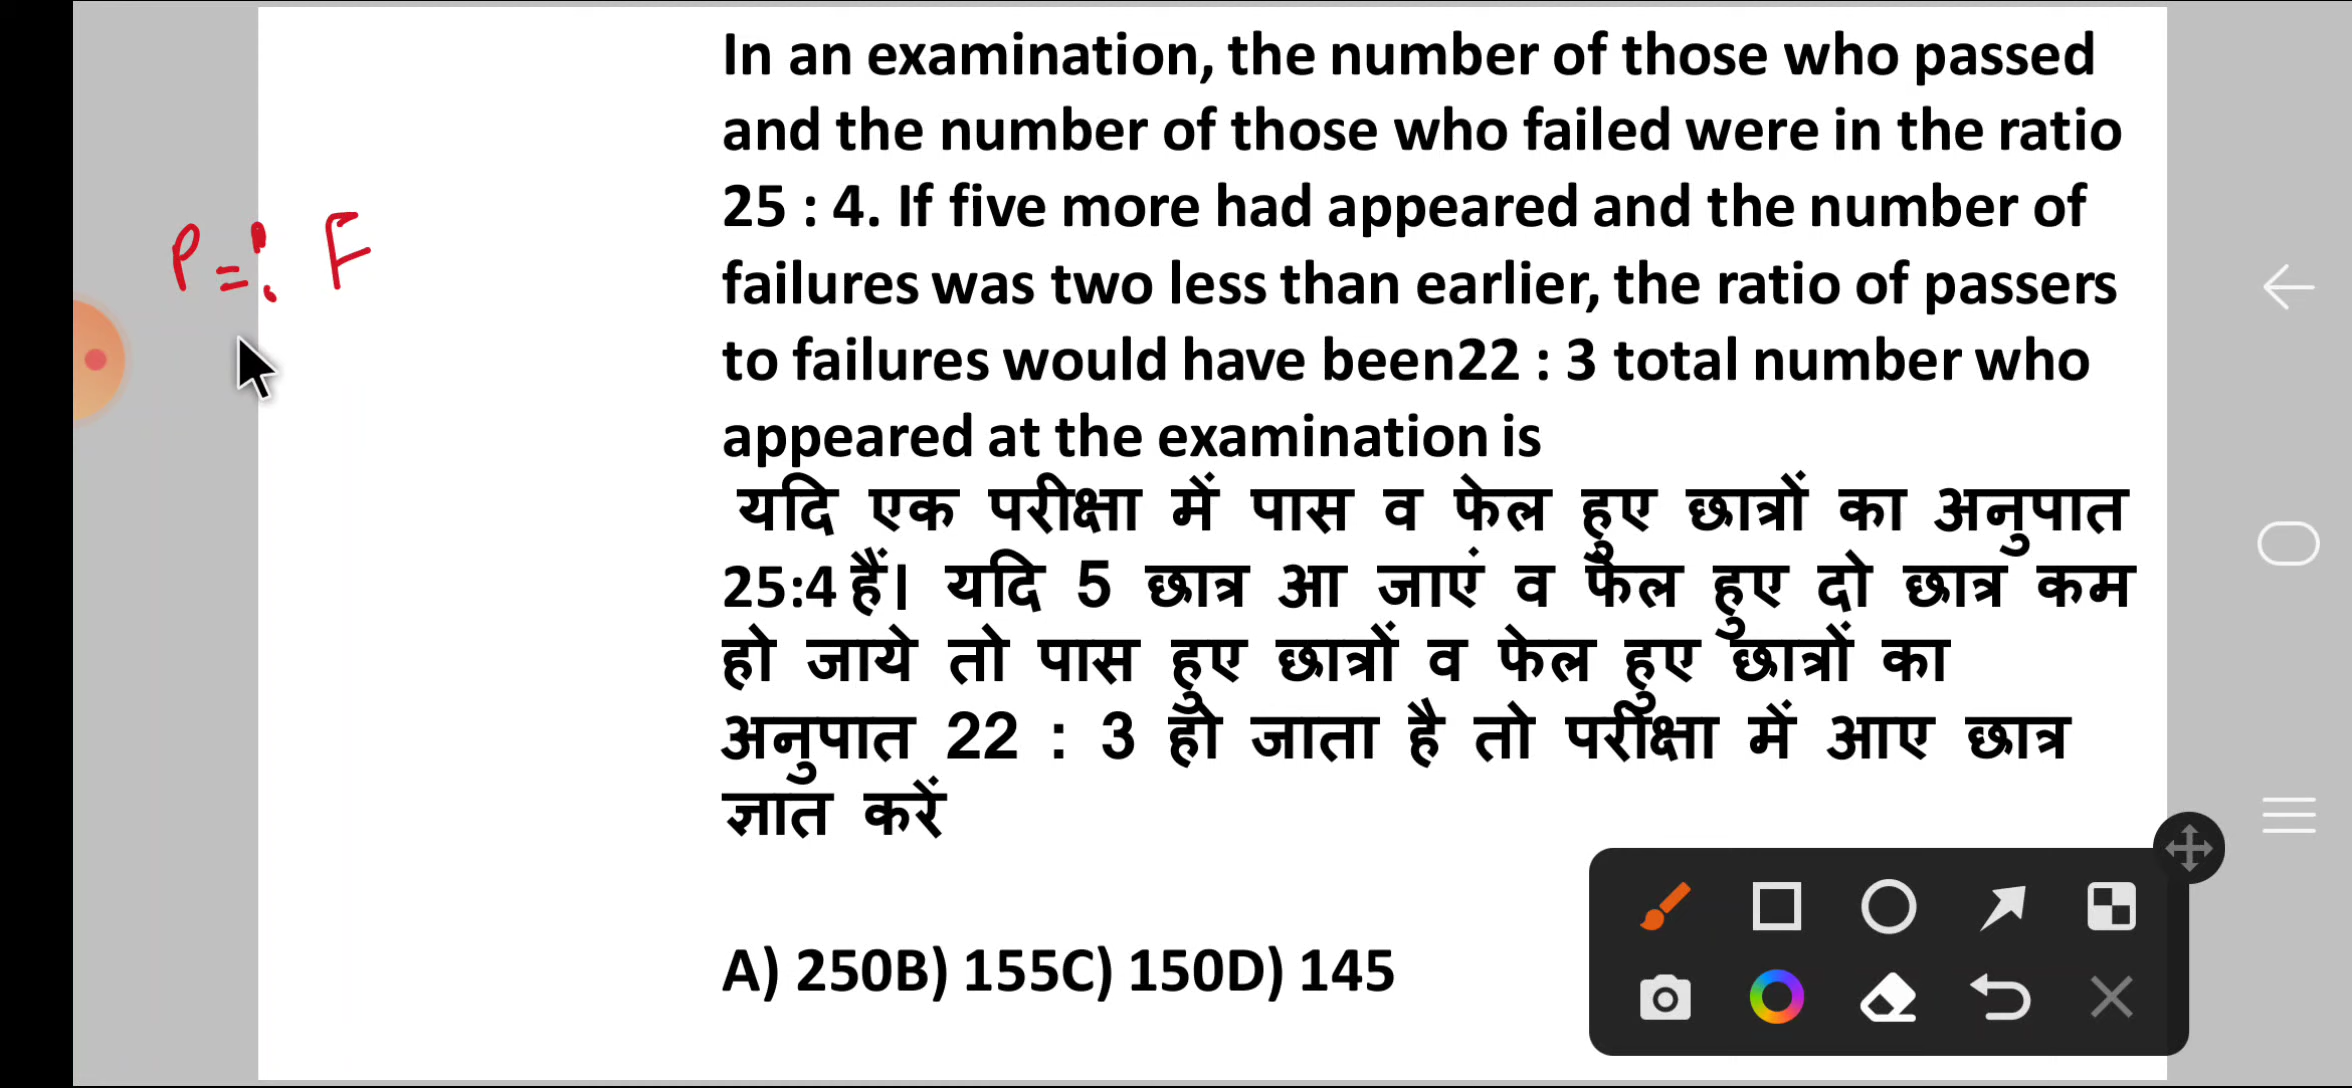 In an examination, the number of those who passed
and the number of those who failed were in the ratio
25 : 4. If five more had appeared and the number of
P=: F
failures was two less than earlier, the ratio of passers
to failures would have been22 : 3 total number who
appeared at the examination is
यदि एक परीक्षा में पास व फेल हुए छात्रों का अनुपात
25:4 हैं। यदि 5 छात्र आ जाएं व फैल हुए दो छात्र कम
हो जाये तो पास हुए छात्रों व फेल हुए छात्रों का
अनुपात 22 : 3 हो जाता है तो परीक्षा में आए छात्र
ज्ञात करें
A) 250B) 155C) 150D) 145